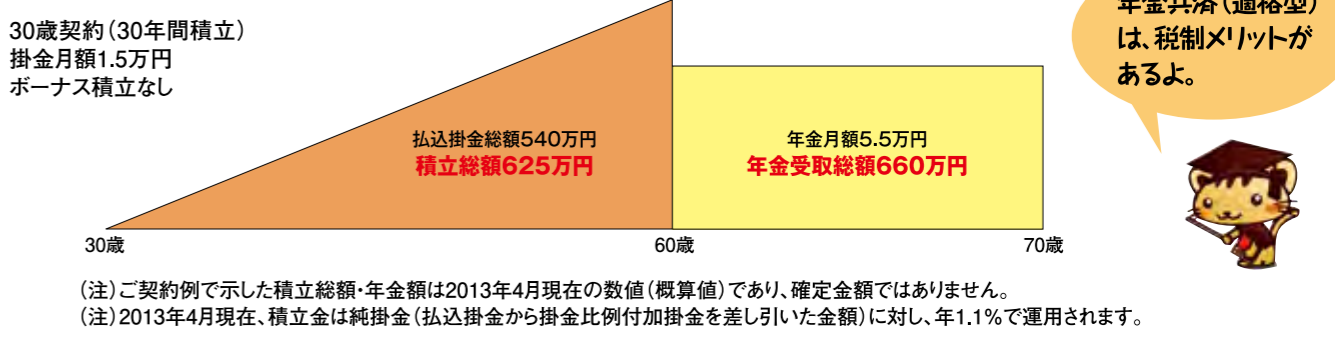 30歳契約(30年間積立)
掛金月額1.5万円
ボーナス積立なし
年金共済(適格型)
は、税制メリットが
あるよ。
払込掛金総額540万円
積立総額625万円
年金月額5.5万円
年金受取総額660万円
30歳
60歳
70歳
(注)ご契約例で示した積立総額・年金額は2013年4月現在の数値(概算値)であり、確定金額ではありません。
(注)2013年4月現在、積立金は純掛金(払込掛金から掛金比例付加掛金を差し引いた金額)に対し、年1.1%で運用されます。